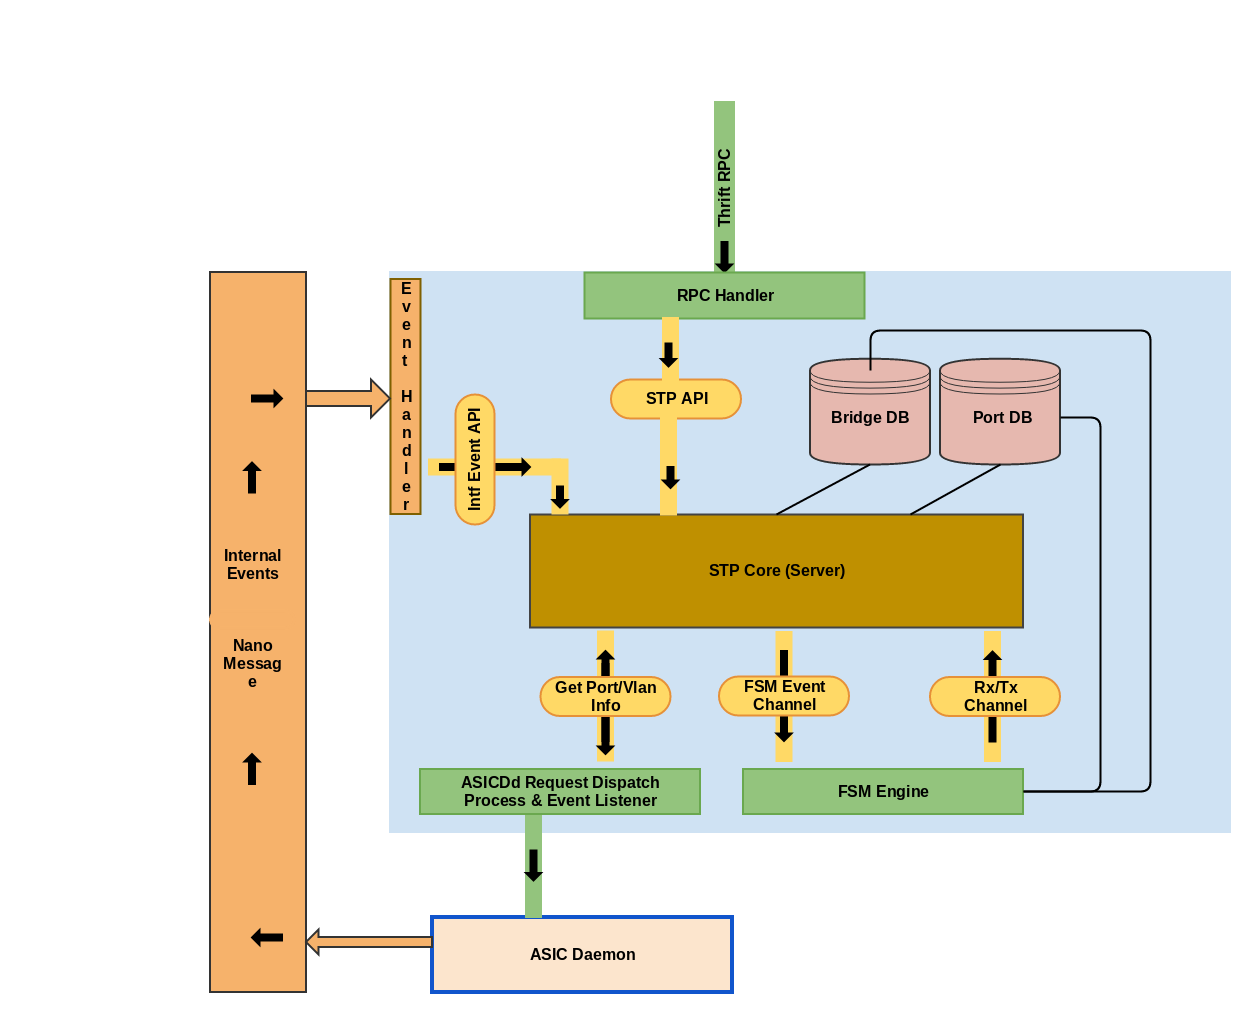 Thrift RPC
RPC Handler
E
v
e
n
t
H
a
n
d
l
e
r
Intf Event API
STP API
Bridge DB
Port DB
STP Core (Server)
Internal
Events
Nano
Messag
e
Get Port/Vlan
Info
FSM Event
Channel
Rx/Tx
Channel
ASICDd Request Dispatch
Process & Event Listener
FSM Engine
ASIC Daemon